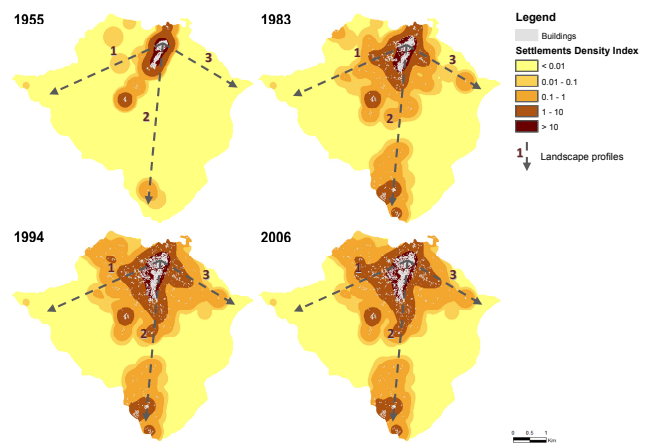 1955
1
2
3
1983
1
2
3
1994
1
2
3
2006
1
2
3
Legend
Buildings
Settlements Density Index
< 0.01
0.01 - 0.1
0.1 - 1
1 - 10
> 10
1 Landscape profiles
0 0.5 1
Km